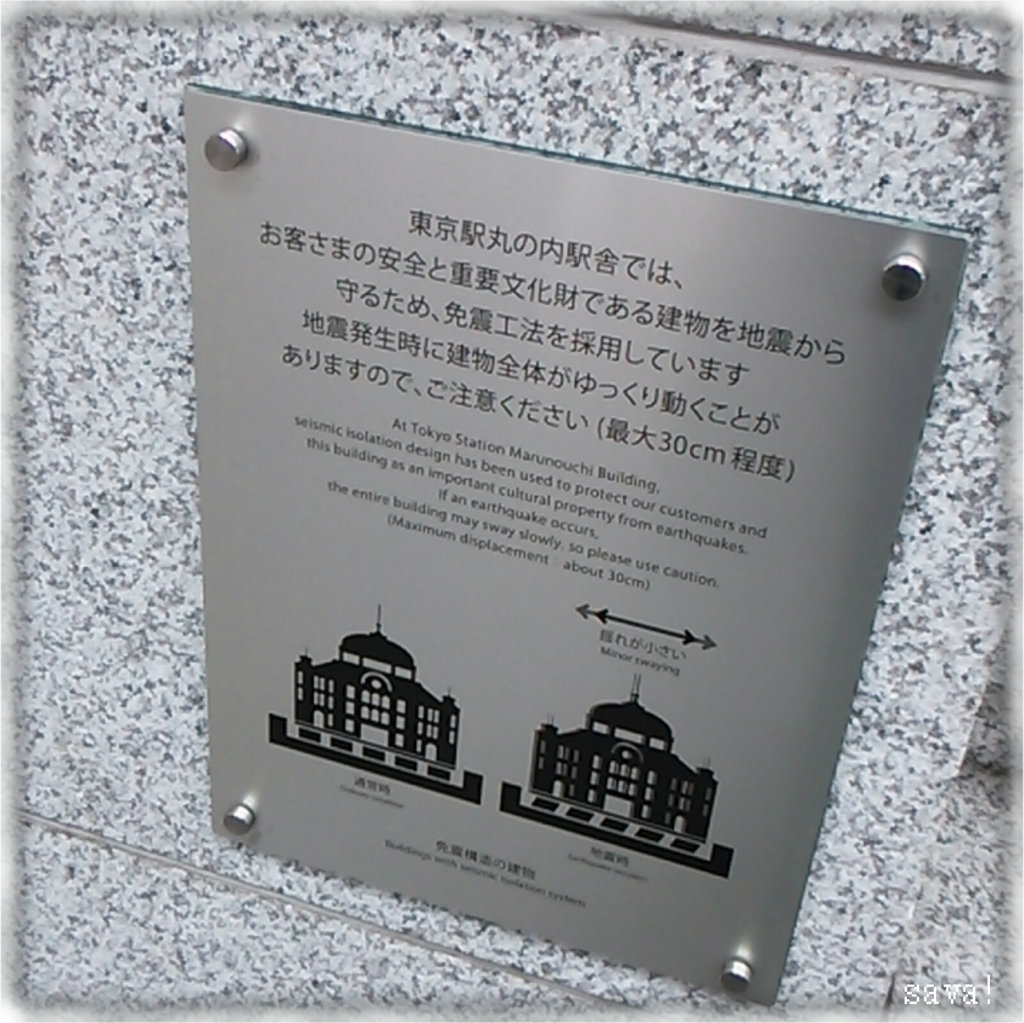 東京駅丸の内駅舎では、
お客さまの安全と重要文化財である建物を地震から
守るため、免震工法を採用しています
地震発生時に建物全体がゆっくり動くことが
ありますので、ご注意ください（最大30cm程度）
At Tokyo Station Marunouchi Building,
seismic isolation design has been used to protect our customers and
this building as an important cultural property from earthquakes.
If an earthquake occurs,
the entire building may sway slowly, so please use caution.
(Maximum displacement : about 30cm)
揺れが小さい
Minor swaying
通常時
地震時
免震構造の建物
Buildings with seismic isolation system
sava!